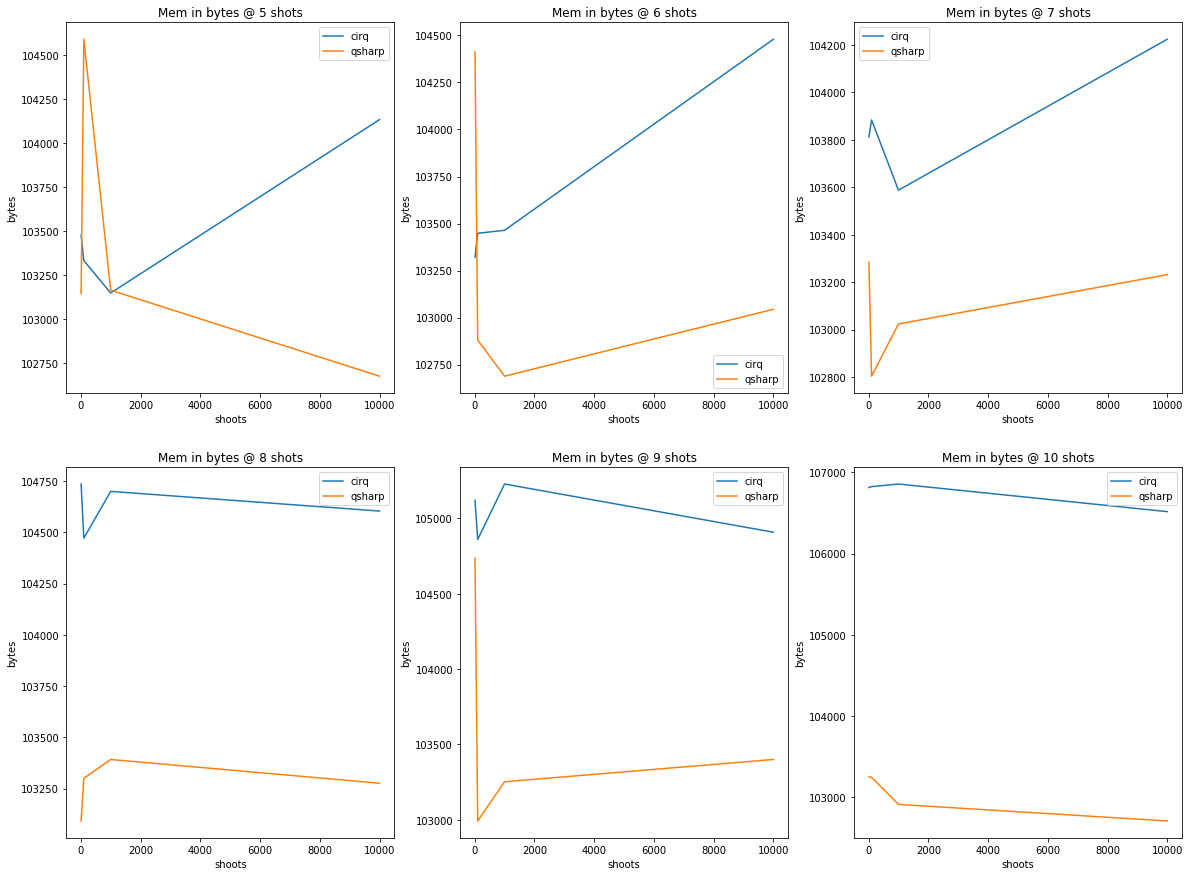 Mem in bytes @ 5 shots
cirq
qsharp
104500
104250
104000
103750
103500
103250
103000
102750
bytes
0 2000 4000 6000 8000 10000
shoots
Mem in bytes @ 6 shots
104500
104250
104000
103750
103500
103250
103000
102750
bytes
cirq
qsharp
0 2000 4000 6000 8000 10000
shoots
Mem in bytes @ 7 shots
cirq
qsharp
104200
104000
103800
103600
103400
103200
103000
102800
bytes
0 2000 4000 6000 8000 10000
shoots
Mem in bytes @ 8 shots
cirq
qsharp
104750
104500
104250
104000
103750
103500
103250
bytes
0 2000 4000 6000 8000 10000
shoots
Mem in bytes @ 9 shots
cirq
qsharp
105000
104500
104000
103500
103000
bytes
0 2000 4000 6000 8000 10000
shoots
Mem in bytes @ 10 shots
cirq
qsharp
107000
106000
105000
104000
103000
bytes
0 2000 4000 6000 8000 10000
shoots